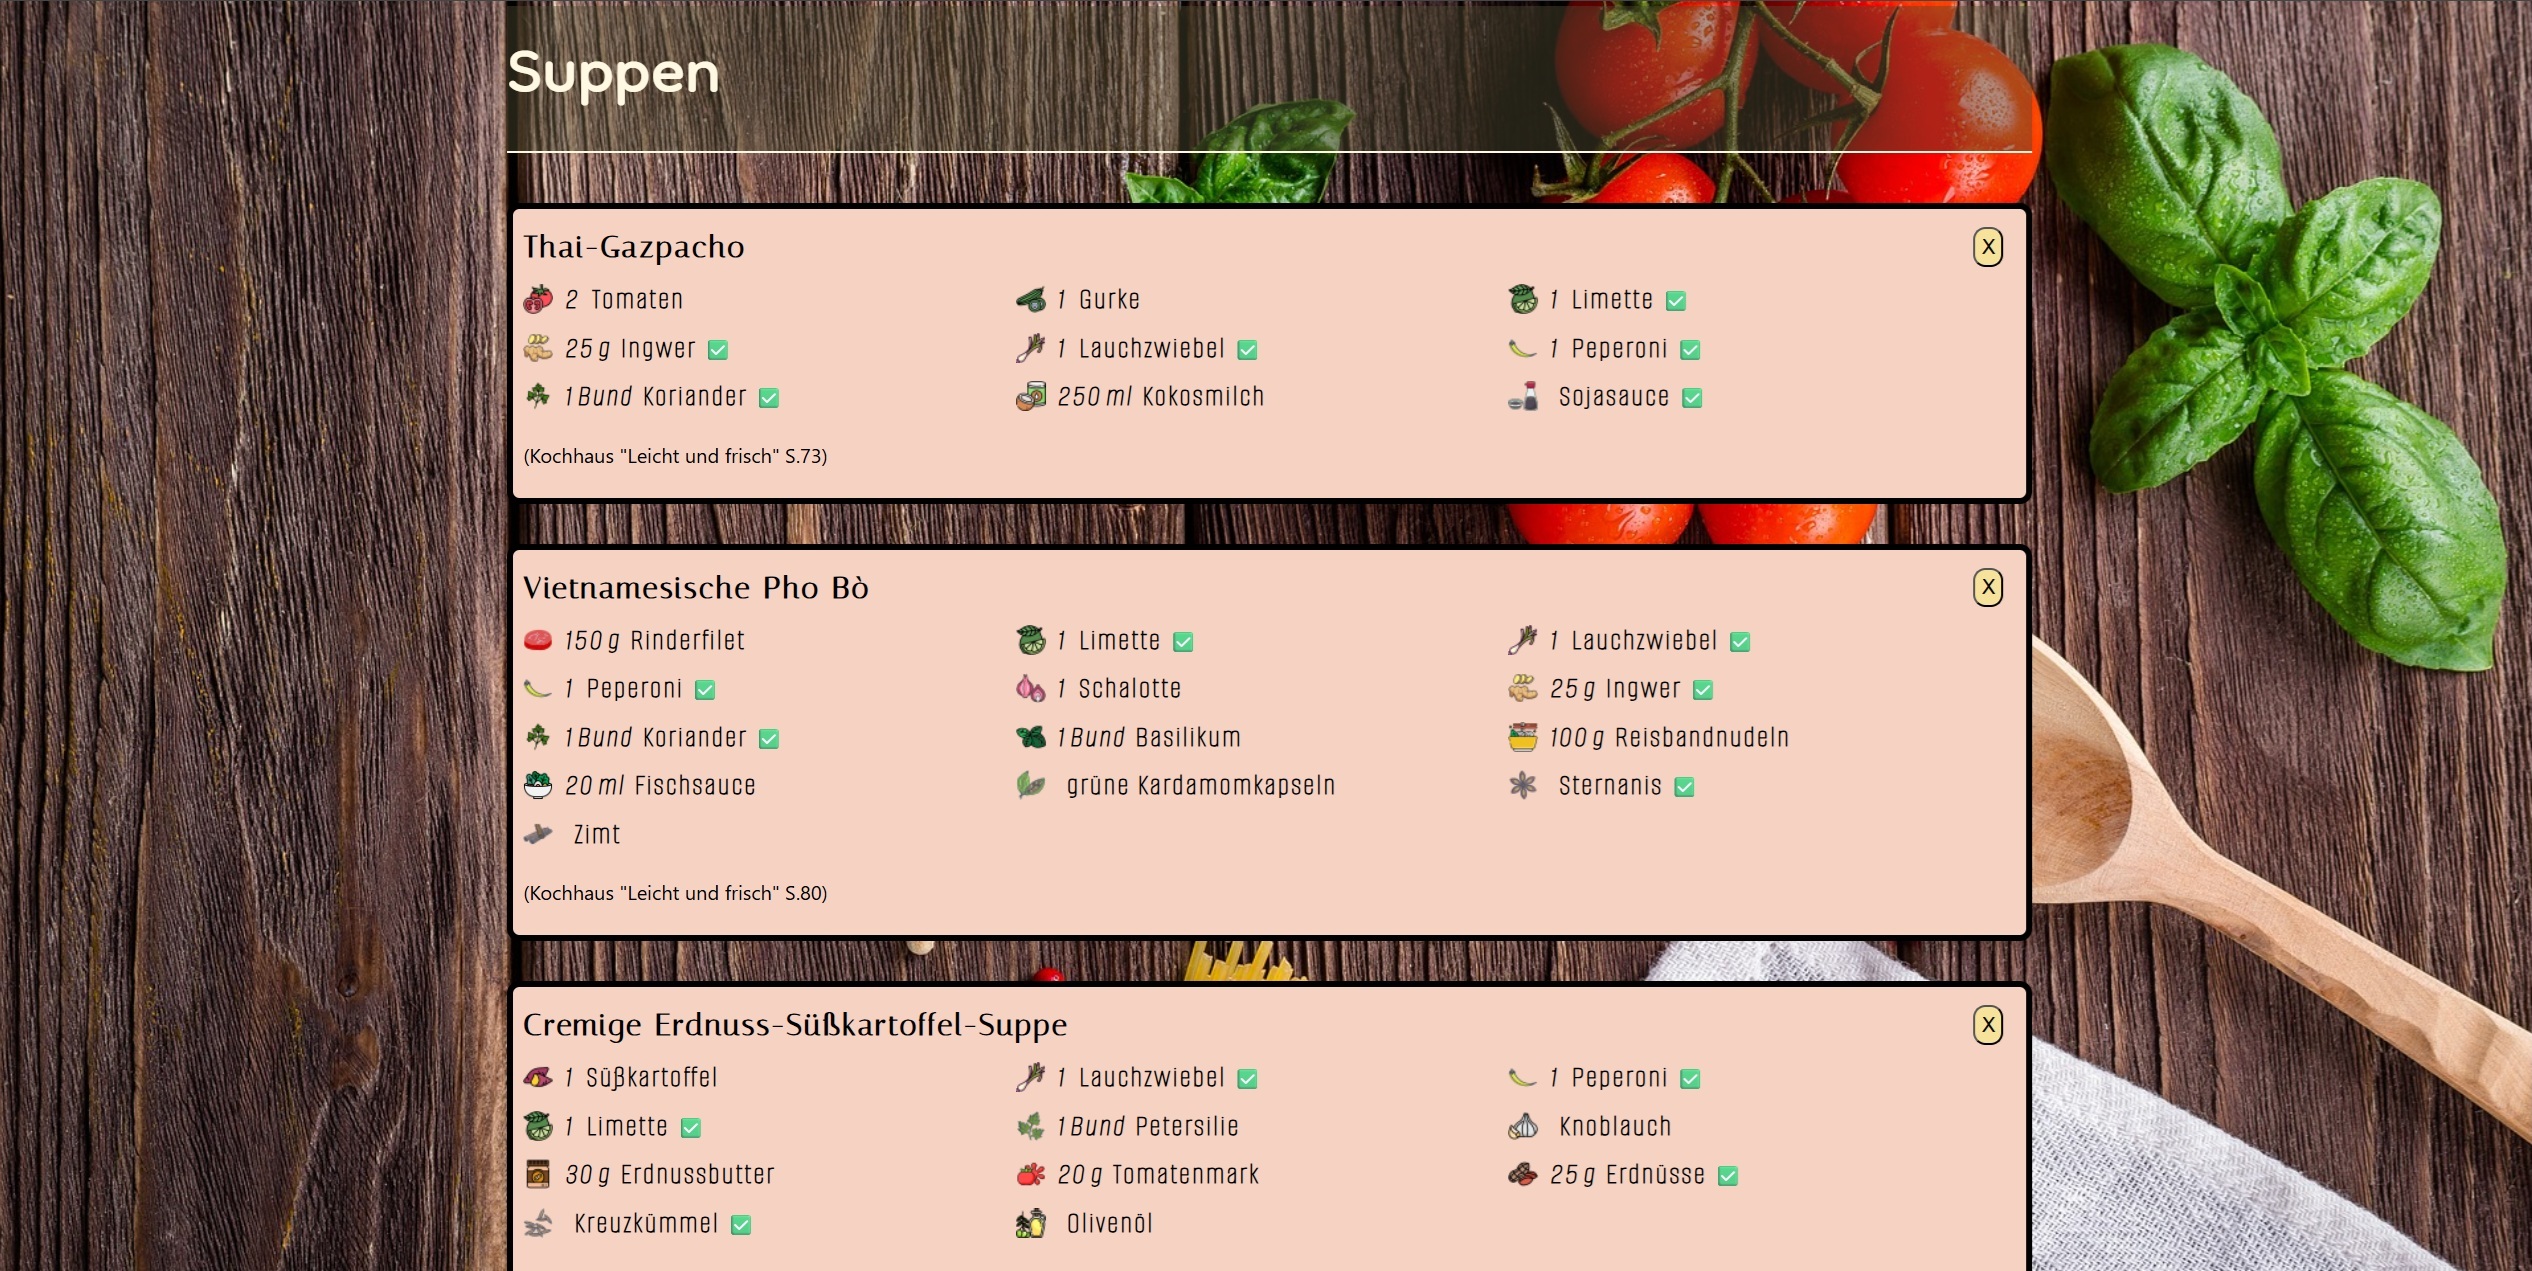 Suppen
Thai-Gazpacho X
2 Tomaten 1 Gurke 1 Limette ✅
25 g Ingwer ✅ 1 Lauchzwiebel ✅ 1 Peperoni ✅
1 Bund Koriander ✅ 250 ml Kokosmilch Sojasauce ✅
(Kochhaus "Leicht und frisch" S.73)
Vietnamesische Pho Bò X
150 g Rinderfilet 1 Limette ✅ 1 Lauchzwiebel ✅
1 Peperoni ✅ 1 Schalotte 25 g Ingwer ✅
1 Bund Koriander ✅ 1 Bund Basilikum 100 g Reisbandnudeln
20 ml Fischsauce grüne Kardamomkapseln Sternanis ✅
Zimt
(Kochhaus "Leicht und frisch" S.80)
Cremige Erdnuss-Süßkartoffel-Suppe X
1 Süßkartoffel 1 Lauchzwiebel ✅ 1 Peperoni ✅
1 Limette ✅ 1 Bund Petersilie Knoblauch
30 g Erdnussbutter 20 g Tomatenmark 25 g Erdnüsse ✅
Kreuzkümmel ✅ Olivenöl